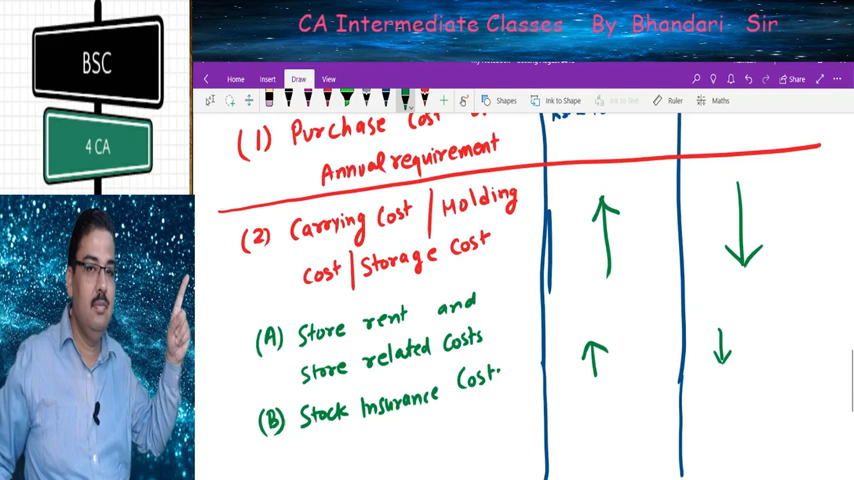 CA Intermediate Classes By Bhandari Sir
BSC
4 CA
Home Insert Draw View
Share
Shapes Ink to Shape Ink to Text Ruler Maths
(1) Purchase Cost
Annual requirement
(2) Carrying Cost / Holding
Cost / Storage Cost
(A) Store rent and
Store related Costs
(B) Stock Insurance Cost.